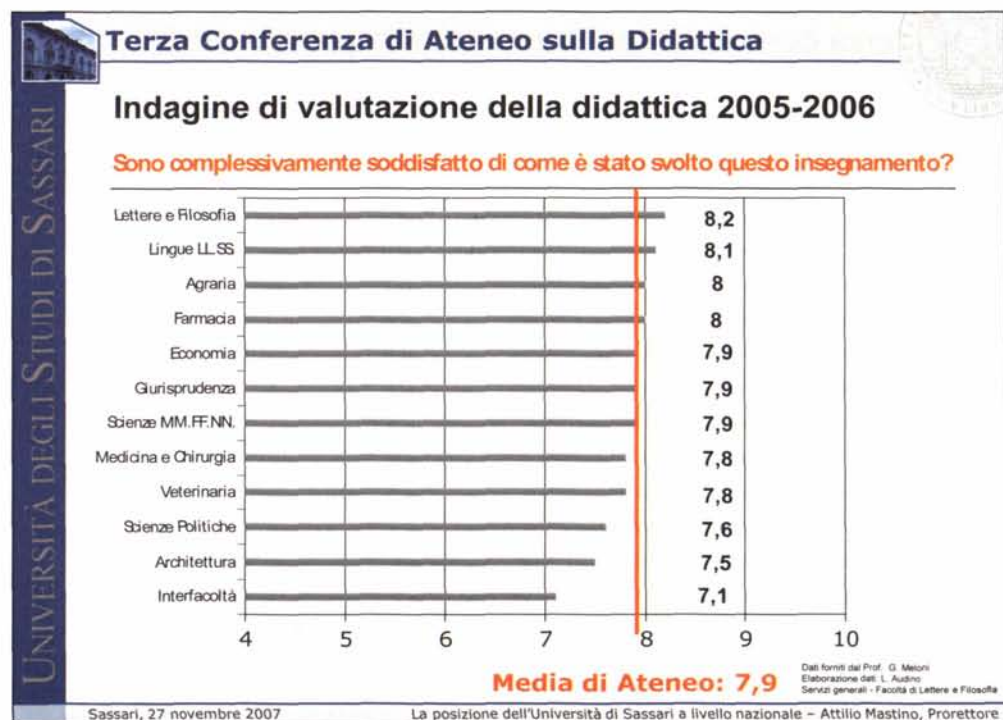 Terza Conferenza di Ateneo sulla Didattica
UNIVERSITÀ DEGLI STUDI DI SASSARI
Indagine di valutazione della didattica 2005-2006
Sono complessivamente soddisfatto di come è stato svolto questo insegnamento?
Lettere e Filosofia 8,2
Lingue LL.SS. 8,1
Agraria 8
Farmacia 8
Economia 7,9
Giurisprudenza 7,9
Scienze MM.FF.NN. 7,9
Medicina e Chirurgia 7,8
Veterinaria 7,8
Scienze Politiche 7,6
Architettura 7,5
Interfacoltà 7,1
4 5 6 7 8 9 10
Media di Ateneo: 7,9
Dati forniti dal Prof. G. Meloni
Elaborazione dati: L. Audino
Servizi generali - Facoltà di Lettere e Filosofia
Sassari, 27 novembre 2007 La posizione dell'Università di Sassari a livello nazionale – Attilio Mastino, Prorettore